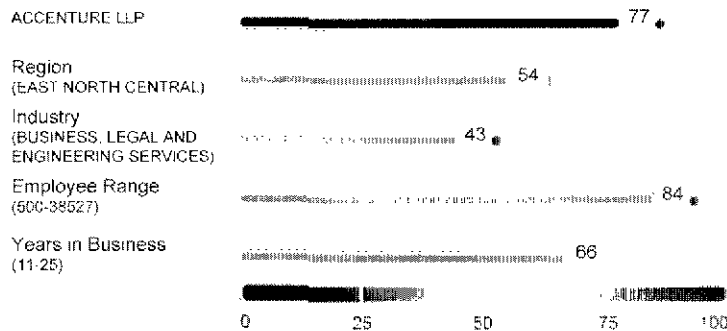 ACCENTURE LLP 77
Region 54
(EAST NORTH CENTRAL)
Industry 43
(BUSINESS, LEGAL AND
ENGINEERING SERVICES)
Employee Range 84
(500-38527)
Years in Business 66
(11-25)
0 25 50 75 100